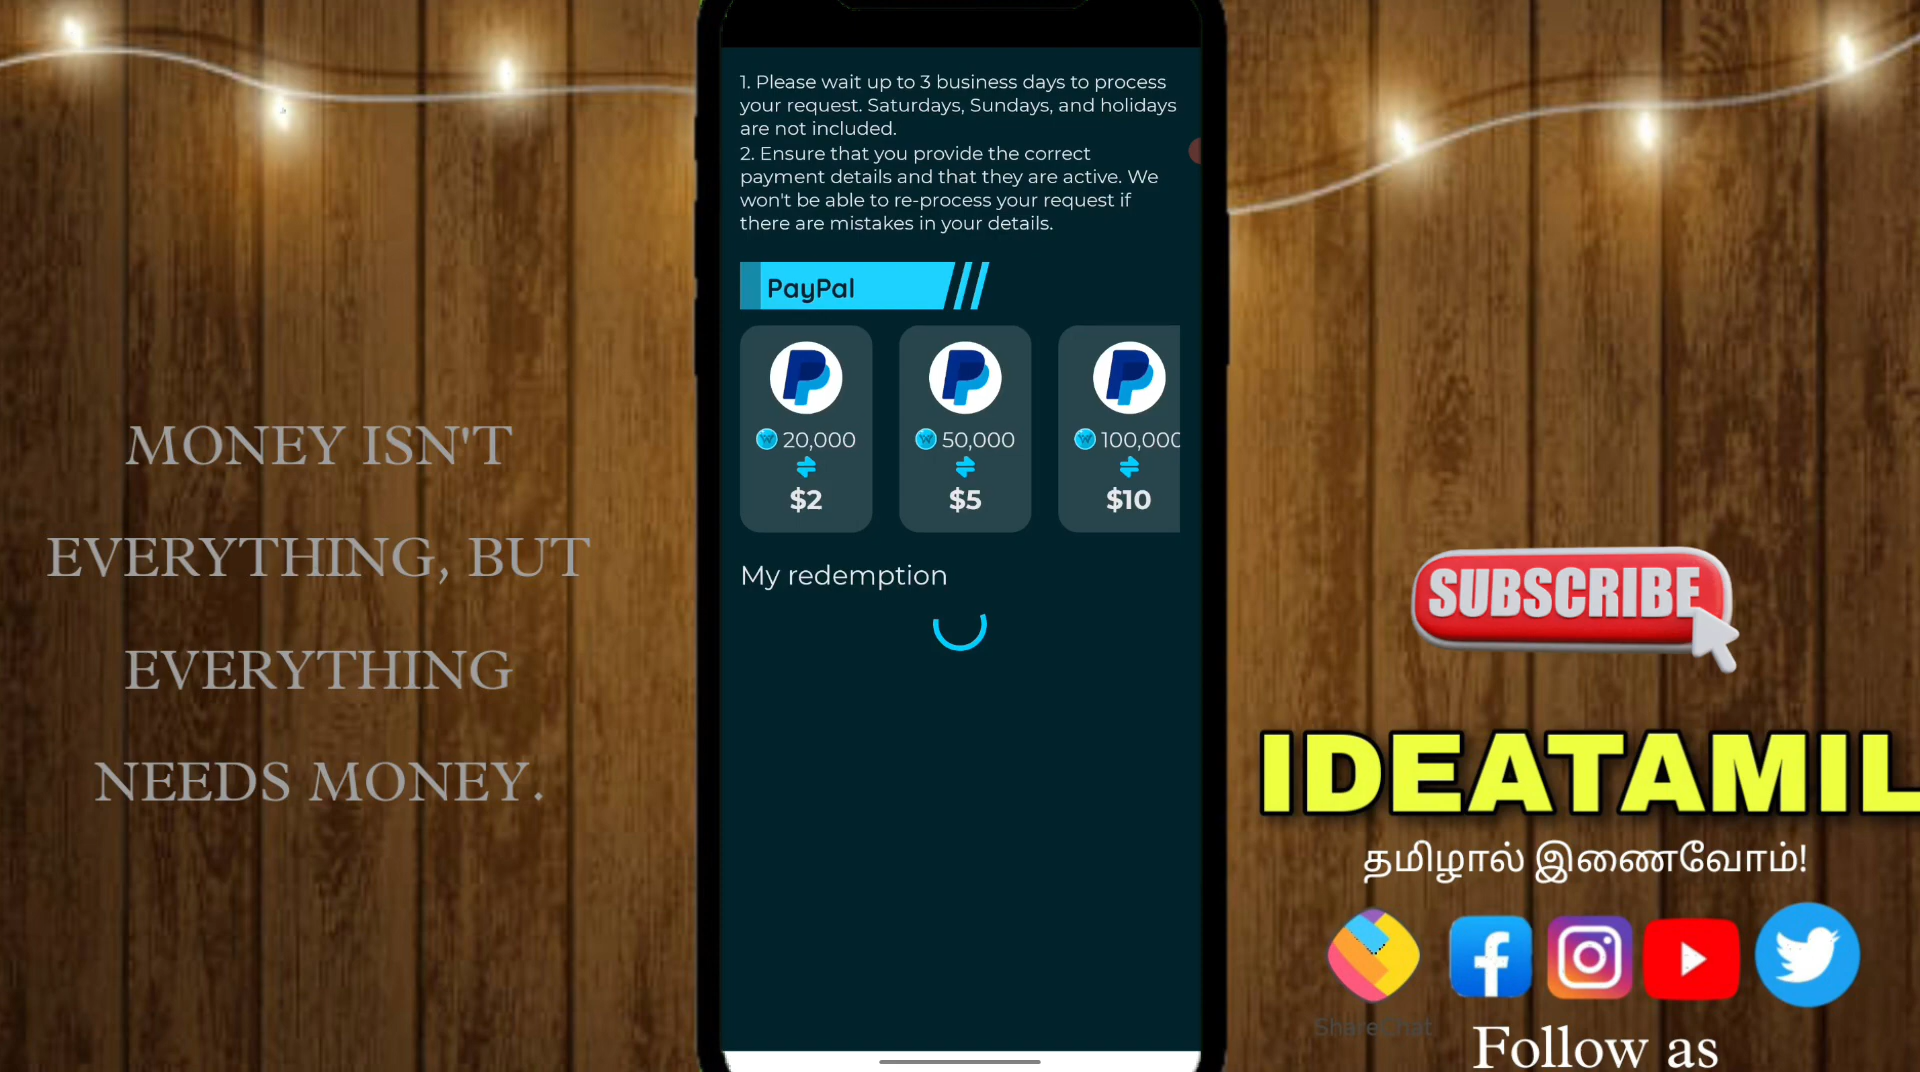 1. Please wait up to 3 business days to process
your request. Saturdays, Sundays, and holidays
are not included.
2. Ensure that you provide the correct
payment details and that they are active. We
won't be able to re-process your request if
there are mistakes in your details.
PayPal
20,000
50,000
100,000
$2
$5
$10
My redemption
MONEY ISN'T
EVERYTHING, BUT
EVERYTHING
NEEDS MONEY.
SUBSCRIBE
IDEATAMIL
தமிழால் இணைவோம்!
ShareChat
Follow as